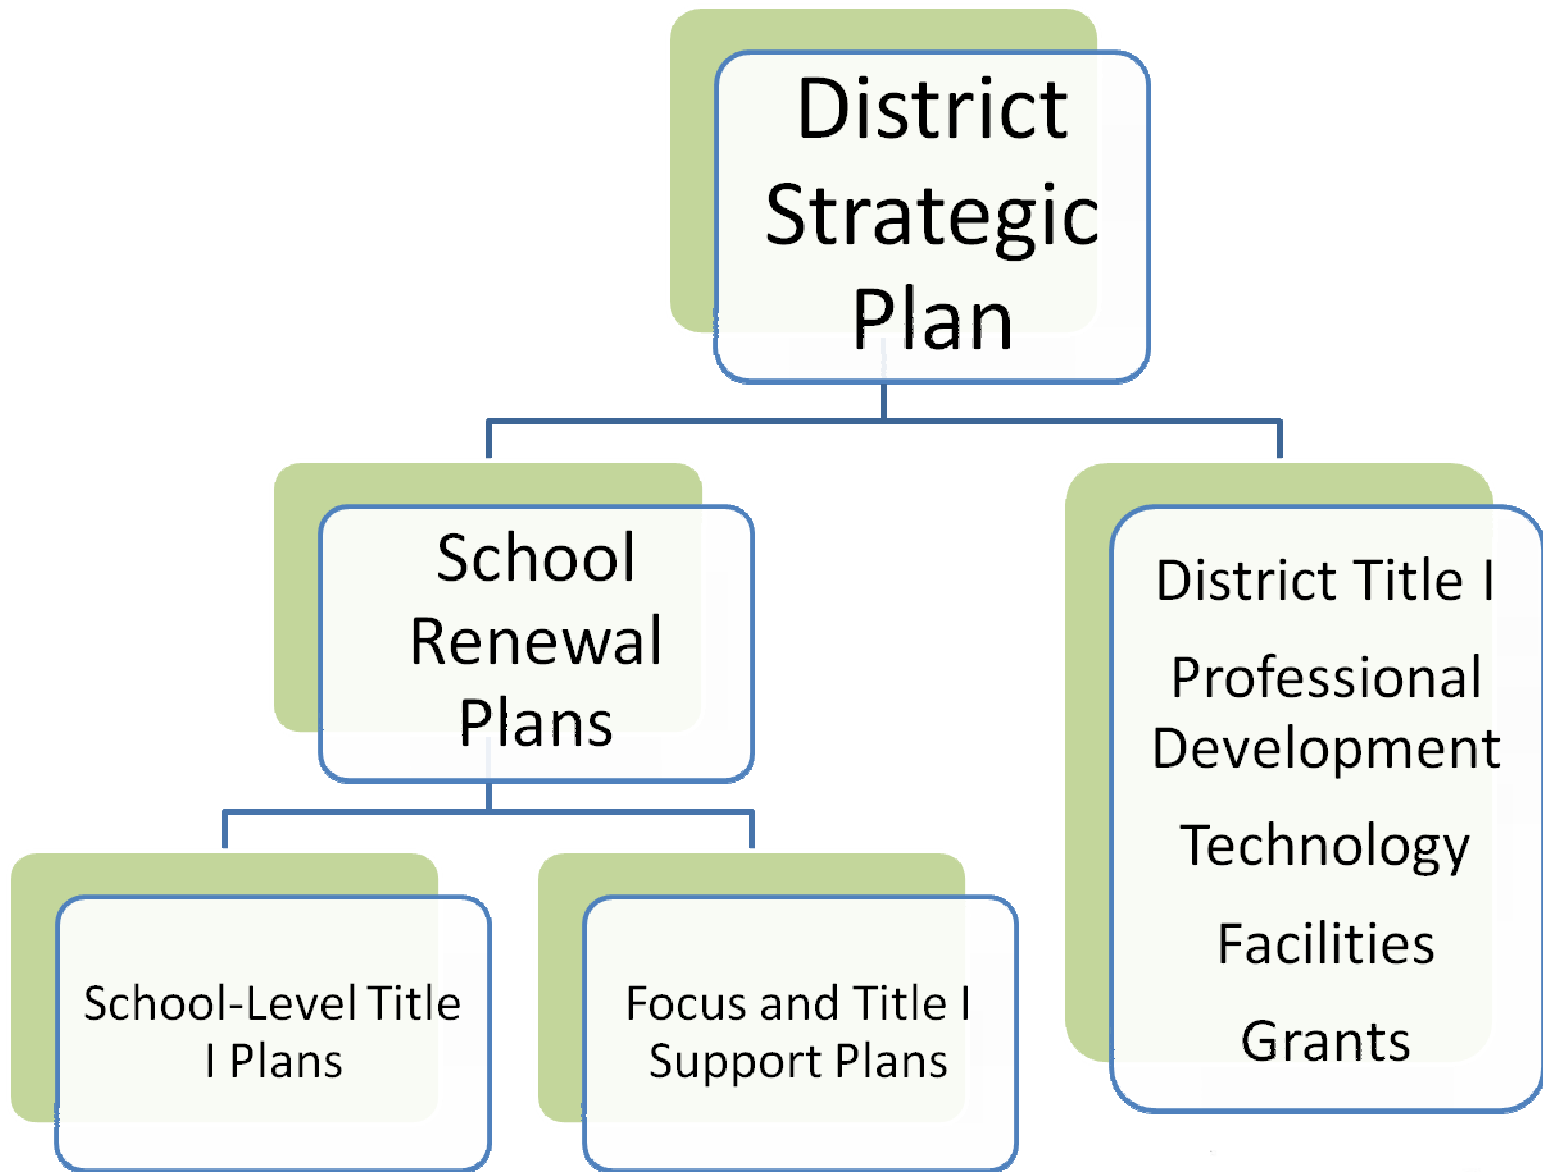 District
Strategic
Plan
School
Renewal
Plans
District Title I
Professional
Development
Technology
Facilities
Grants
School-Level Title
I Plans
Focus and Title I
Support Plans